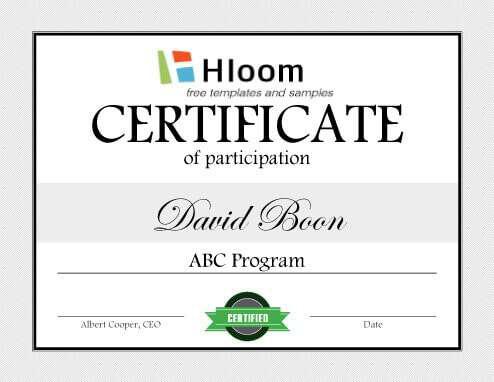 Hloom
free templates and samples
CERTIFICATE
of participation
David Boon
ABC Program
CERTIFIED
Albert Cooper, CEO
Date